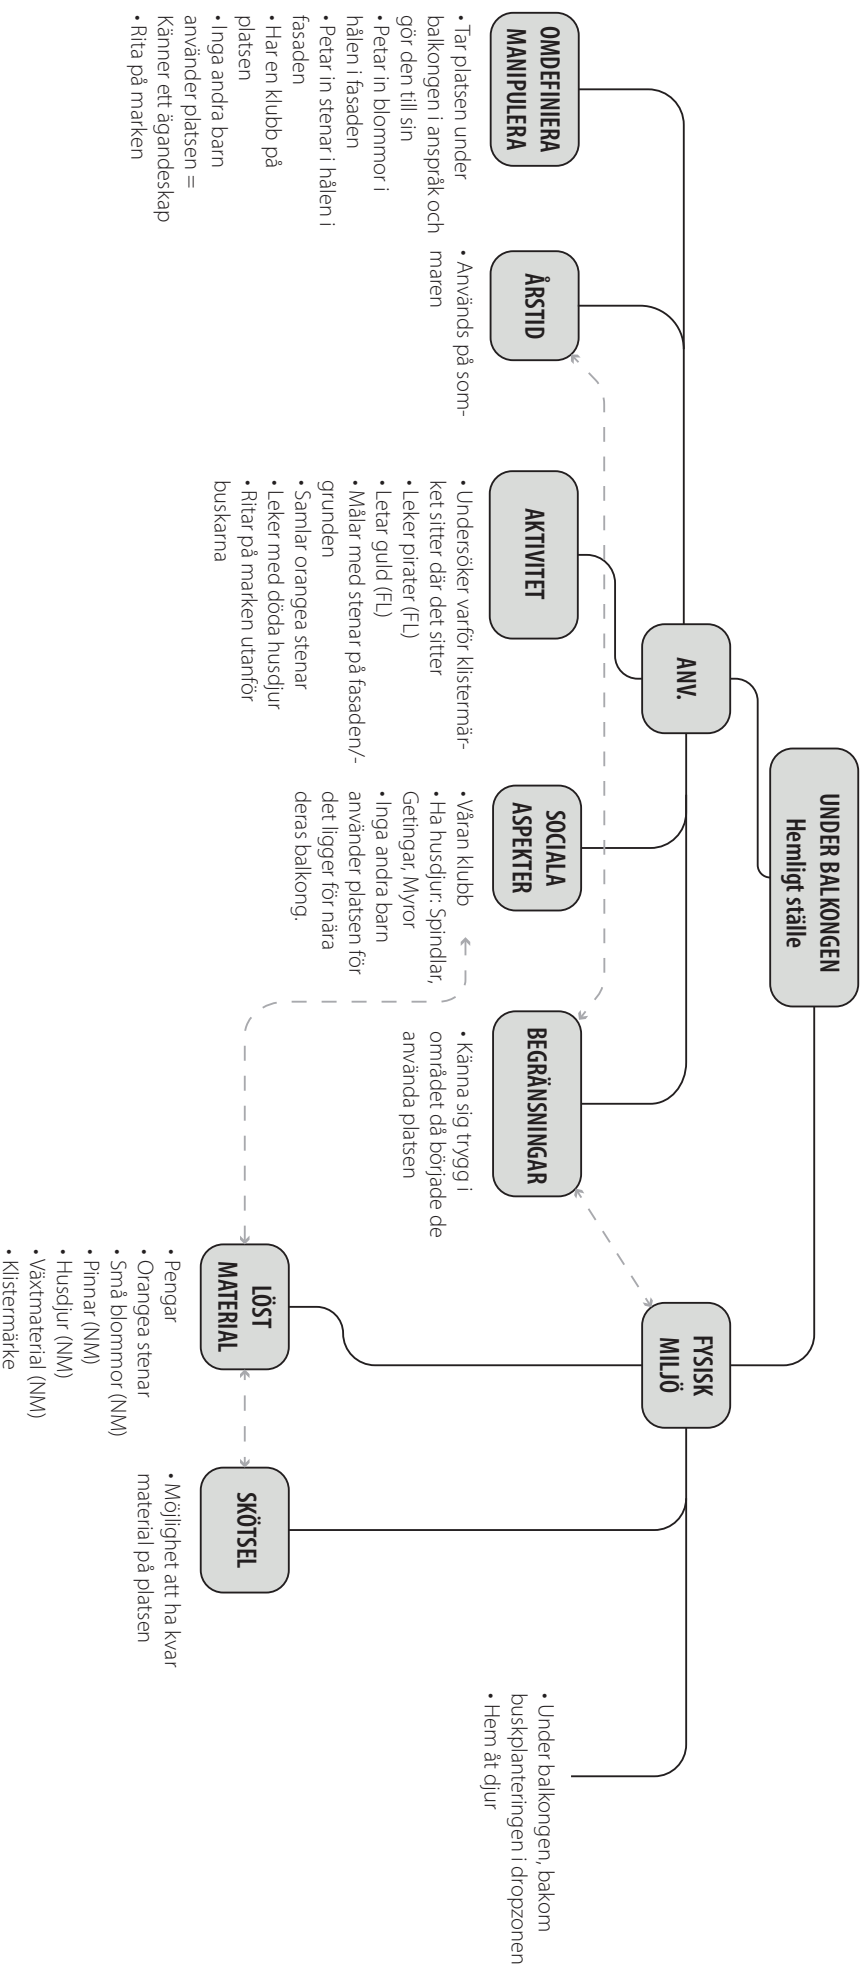 UNDER BALKONGEN
Hemligt ställe
ANV.
FYSISK
MILJÖ
OMDEFINIERA
MANIPULERA
• Tar platsen under
balkongen i anspråk och
gör den till sin
• Petar in blommor i
hålen i fasaden
• Petar in stenar i hålen i
fasaden
• Har en klubb på
platsen
• Inga andra barn
använder platsen =
Känner ett ägandeskap
• Rita på marken
ÅRSTID
• Används på som-
maren
AKTIVITET
• Undersöker varför klistermär-
ket sitter där det sitter
• Leker pirater (FL)
• Letar guld (FL)
• Målar med stenar på fasaden/-
grunden
• Samlar orangea stenar
• Leker med döda husdjur
• Ritar på marken utanför
buskarna
SOCIALA
ASPEKTER
• Våran klubb
• Ha husdjur: Spindlar,
Getingar, Myror
• Inga andra barn
använder platsen för
det ligger för nära
deras balkong.
BEGRÄNSNINGAR
• Känna sig trygg i
området då började de
använda platsen
LÖST
MATERIAL
• Pengar
• Orangea stenar
• Små blommor (NM)
• Pinnar (NM)
• Husdjur (NM)
• Växtmaterial (NM)
• Klistermärke
SKÖTSEL
• Möjlighet att ha kvar
material på platsen
• Under balkongen, bakom
buskplanteringen i dropzonen
• Hem åt djur